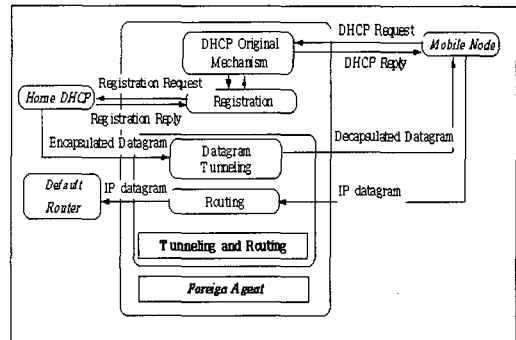 DHCP Request
DHCP Original
Mechanism
Mobile Node
DHCP Reply
Registration Request
Home DHCP
Registration
Registration Reply
Encapsulated Datagram
Decapsulated Datagram
Datagram
Tunneling
Default
Router
IP datagram
Routing
IP datagram
Tunneling and Routing
Foreign Agent